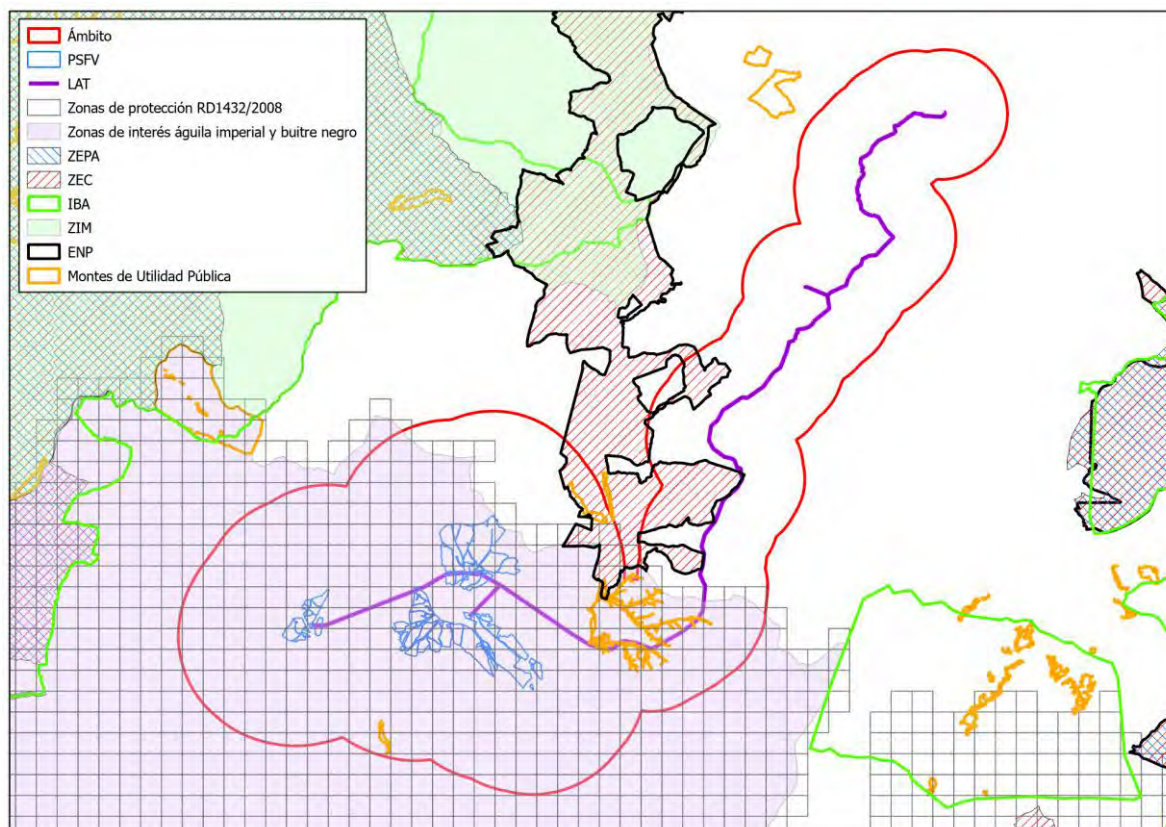 Ámbito
PSFV
LAT
Zonas de protección RD1432/2008
Zonas de interés águila imperial y buitre negro
ZEPA
ZEC
IBA
ZIM
ENP
Montes de Utilidad Pública